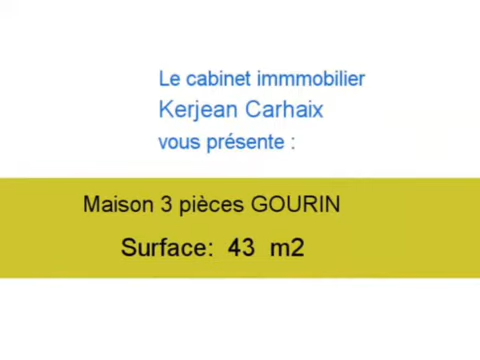 Le cabinet immmobilier
Kerjean Carhaix
vous présente :
Maison 3 pièces GOURIN
Surface: 43 m2